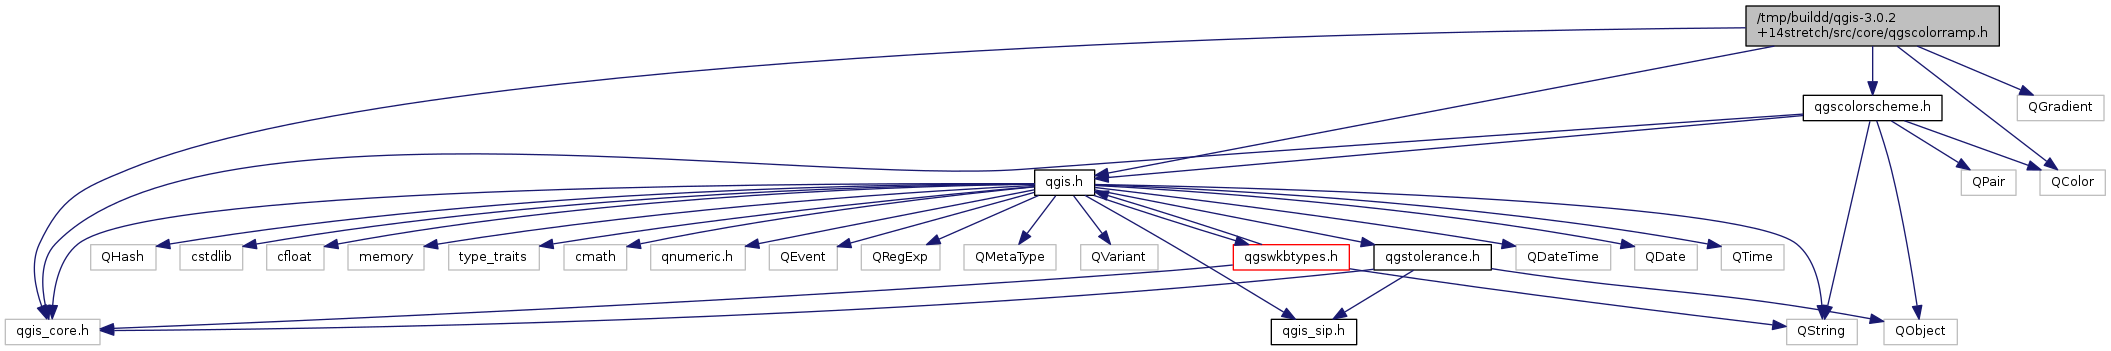 /tmp/buildd/qgis-3.0.2
+14stretch/src/core/qgscolorramp.h
qgscolorscheme.h
QGradient
qgis.h
QPair
QColor
QHash
cstdlib
cfloat
memory
type_traits
cmath
qnumeric.h
QEvent
QRegExp
QMetaType
QVariant
qgswkbtypes.h
qgstolerance.h
QDateTime
QDate
QTime
qgis_core.h
qgis_sip.h
QString
QObject